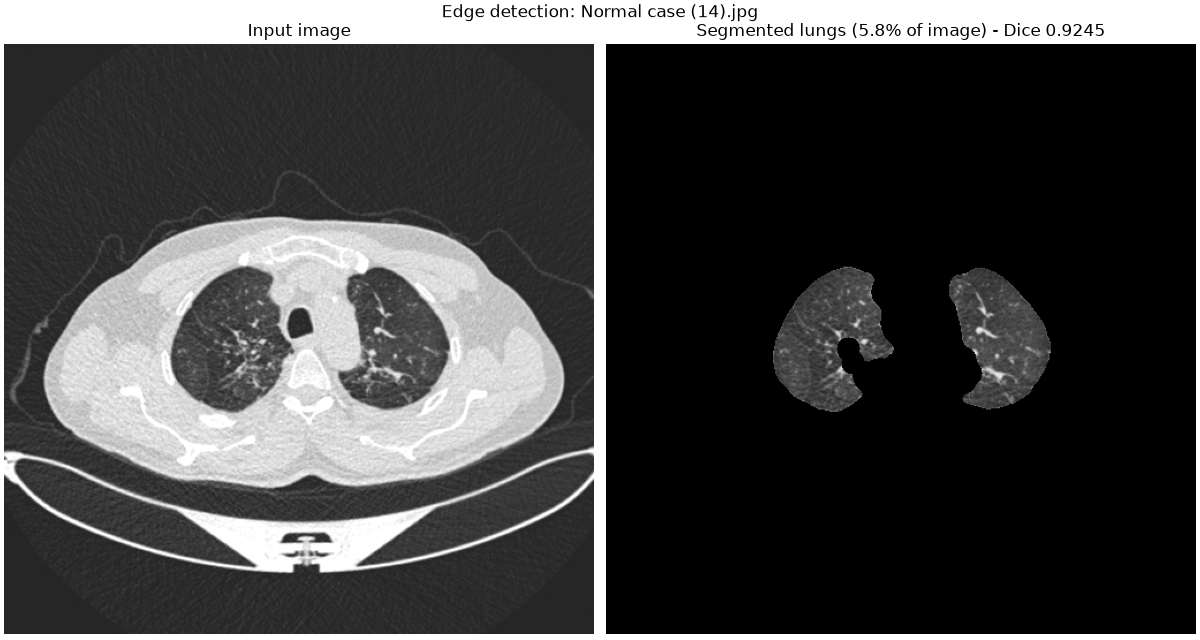 Edge detection: Normal case (14).jpg
Input image
Segmented lungs (5.8% of image) - Dice 0.9245